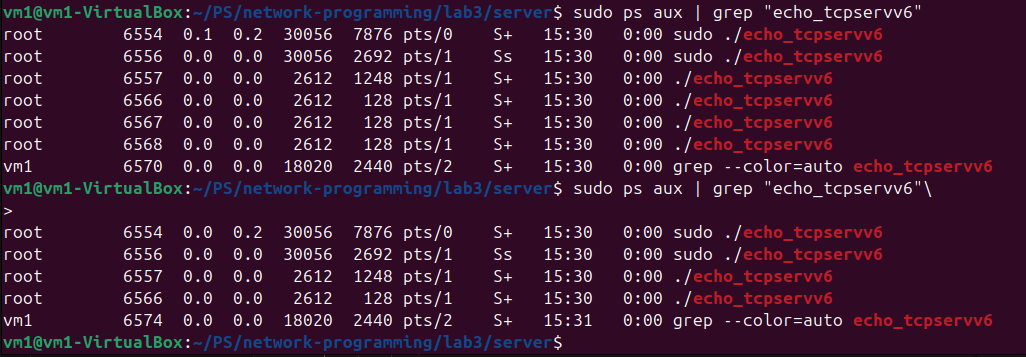 vm1@vm1-VirtualBox:~/PS/network-programming/lab3/server$ sudo ps aux | grep "echo_tcpservv6"
root        6554  0.1  0.2  30056  7876 pts/0    S+   15:30   0:00 sudo ./echo_tcpservv6
root        6556  0.0  0.0  30056  2692 pts/1    Ss   15:30   0:00 sudo ./echo_tcpservv6
root        6557  0.0  0.0   2612  1248 pts/1    S+   15:30   0:00 ./echo_tcpservv6
root        6566  0.0  0.0   2612   128 pts/1    S+   15:30   0:00 ./echo_tcpservv6
root        6567  0.0  0.0   2612   128 pts/1    S+   15:30   0:00 ./echo_tcpservv6
root        6568  0.0  0.0   2612   128 pts/1    S+   15:30   0:00 ./echo_tcpservv6
vm1         6570  0.0  0.0  18020  2440 pts/2    S+   15:30   0:00 grep --color=auto echo_tcpservv6
vm1@vm1-VirtualBox:~/PS/network-programming/lab3/server$ sudo ps aux | grep "echo_tcpservv6"\
>
root        6554  0.0  0.2  30056  7876 pts/0    S+   15:30   0:00 sudo ./echo_tcpservv6
root        6556  0.0  0.0  30056  2692 pts/1    Ss   15:30   0:00 sudo ./echo_tcpservv6
root        6557  0.0  0.0   2612  1248 pts/1    S+   15:30   0:00 ./echo_tcpservv6
root        6566  0.0  0.0   2612   128 pts/1    S+   15:30   0:00 ./echo_tcpservv6
vm1         6574  0.0  0.0  18020  2440 pts/2    S+   15:31   0:00 grep --color=auto echo_tcpservv6
vm1@vm1-VirtualBox:~/PS/network-programming/lab3/server$